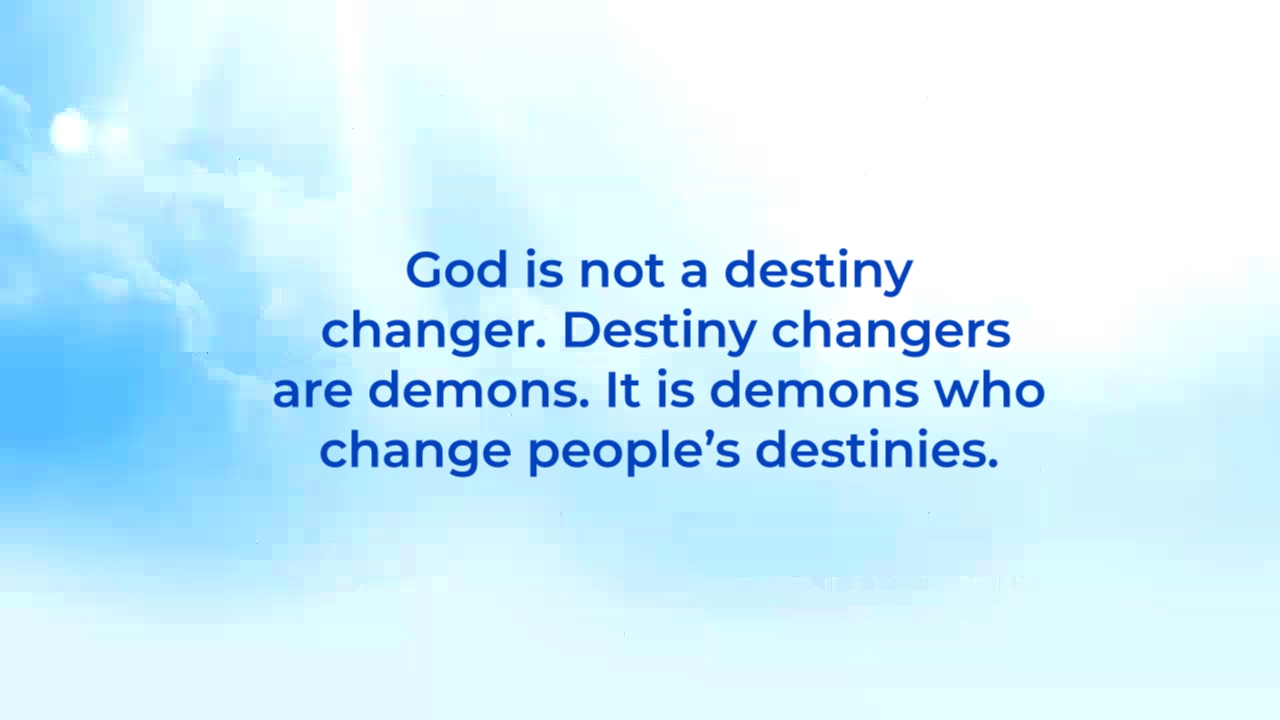 God is not a destiny
changer. Destiny changers
are demons. It is demons who
change people’s destinies.